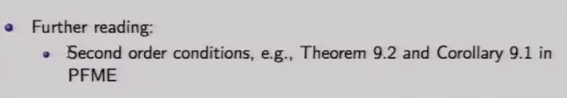 Further reading:
Second order conditions, e.g., Theorem 9.2 and Corollary 9.1 in
PFME